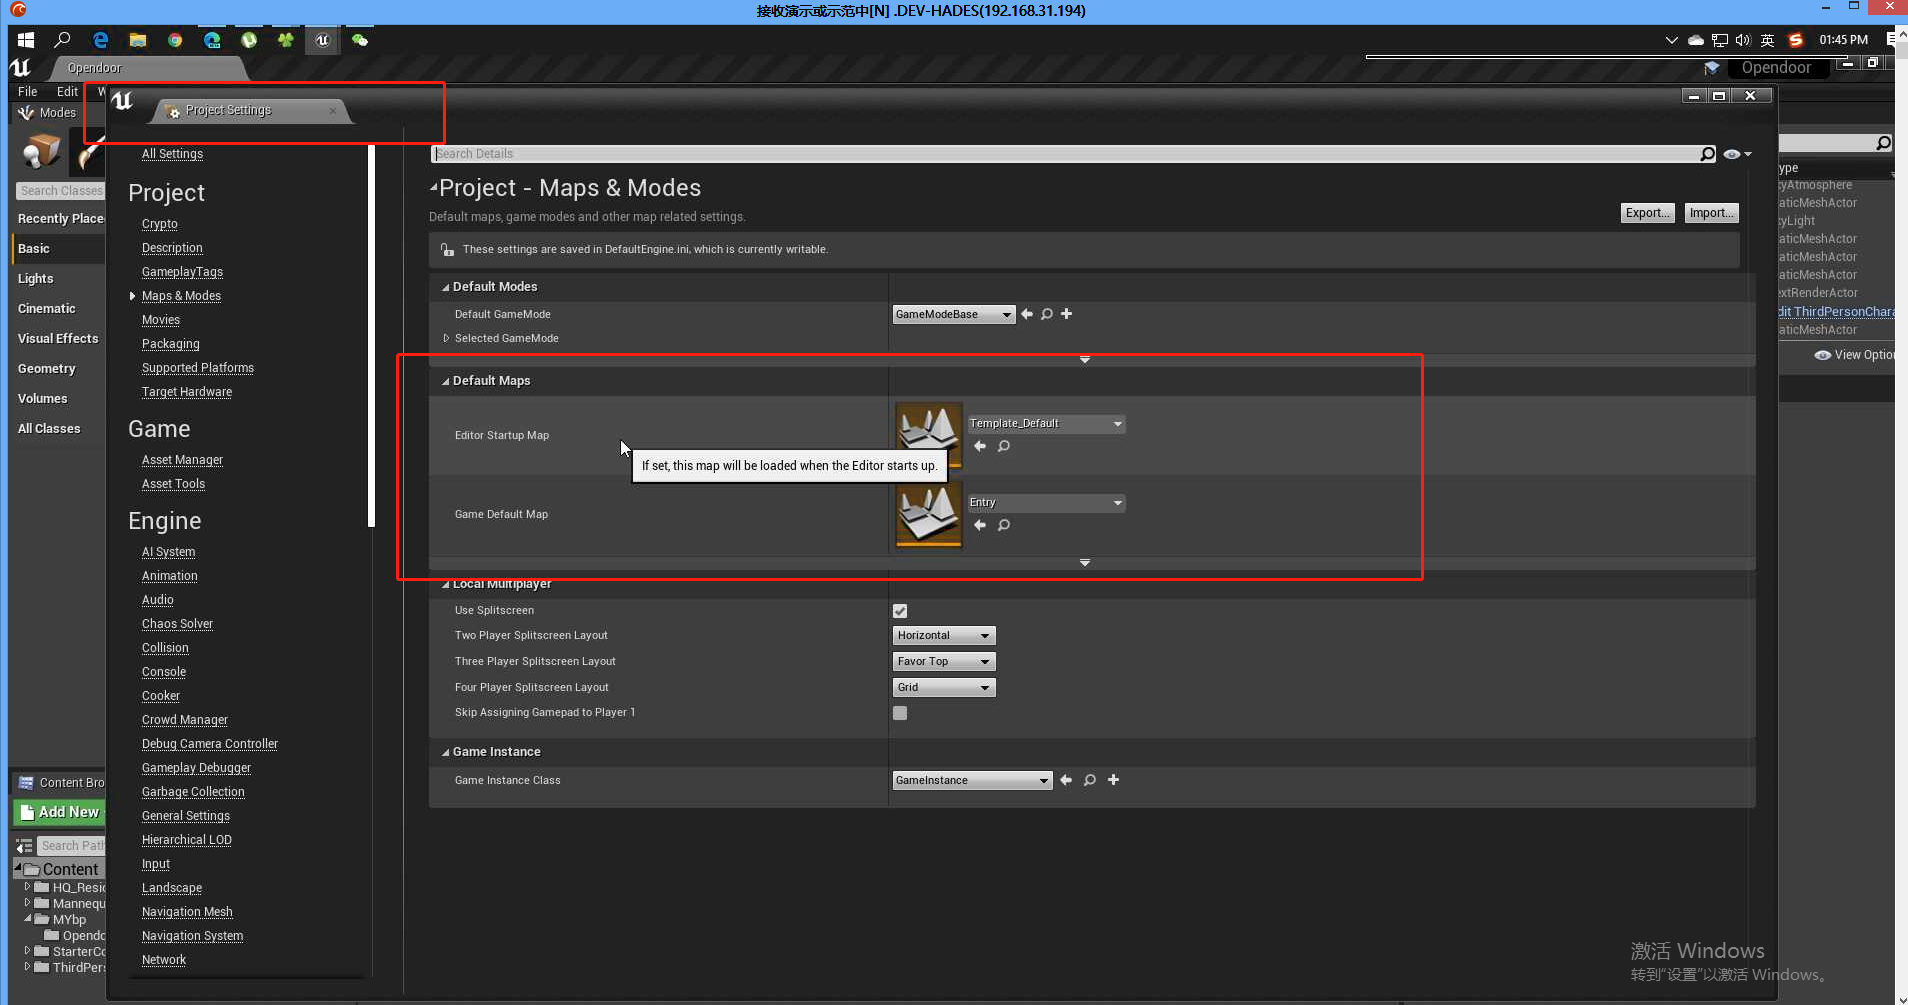 接收演示或示范中[N] .DEV-HADES(192.168.31.194)
英
01:45 PM
Opendoor
Opendoor
File
Edit
W
Project Settings
Modes
All Settings
Search Details
Search Classes
Project
Project - Maps & Modes
Default maps, game modes and other map related settings.
Export...
Import...
Recently Place
Crypto
Basic
Description
These settings are saved in DefaultEngine.ini, which is currently writable.
Lights
GameplayTags
Default Modes
Maps & Modes
Cinematic
Default GameMode
GameModeBase
Movies
Visual Effects
Selected GameMode
Packaging
Geometry
Supported Platforms
Default Maps
Volumes
Target Hardware
Editor Startup Map
Template_Default
All Classes
Game
If set, this map will be loaded when the Editor starts up.
Asset Manager
Asset Tools
Game Default Map
Entry
Engine
AI System
Animation
Local Multiplayer
Audio
Use Splitscreen
Chaos Solver
Two Player Splitscreen Layout
Horizontal
Collision
Three Player Splitscreen Layout
Favor Top
Console
Four Player Splitscreen Layout
Grid
Cooker
Skip Assigning Gamepad to Player 1
Crowd Manager
Debug Camera Controller
Game Instance
Gameplay Debugger
Game Instance Class
GameInstance
Garbage Collection
General Settings
Hierarchical LOD
Input
Landscape
Navigation Mesh
Navigation System
Network
Content Bro
Add New
Search Path
Content
HQ_Resid
Mannequ
MYbp
Opendo
StarterCo
ThirdPers
ype
yAtmosphere
aticMeshActor
yLight
aticMeshActor
aticMeshActor
aticMeshActor
extRenderActor
dit ThirdPersonChara
aticMeshActor
View Option
激活 Windows
转到“设置”以激活 Windows。